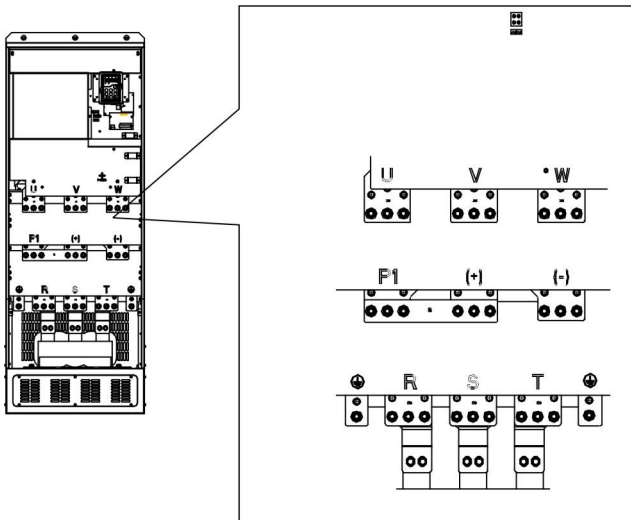 U V W
P1 (+) (-)
R S T
U V W
P1 (+) (-)
R S T